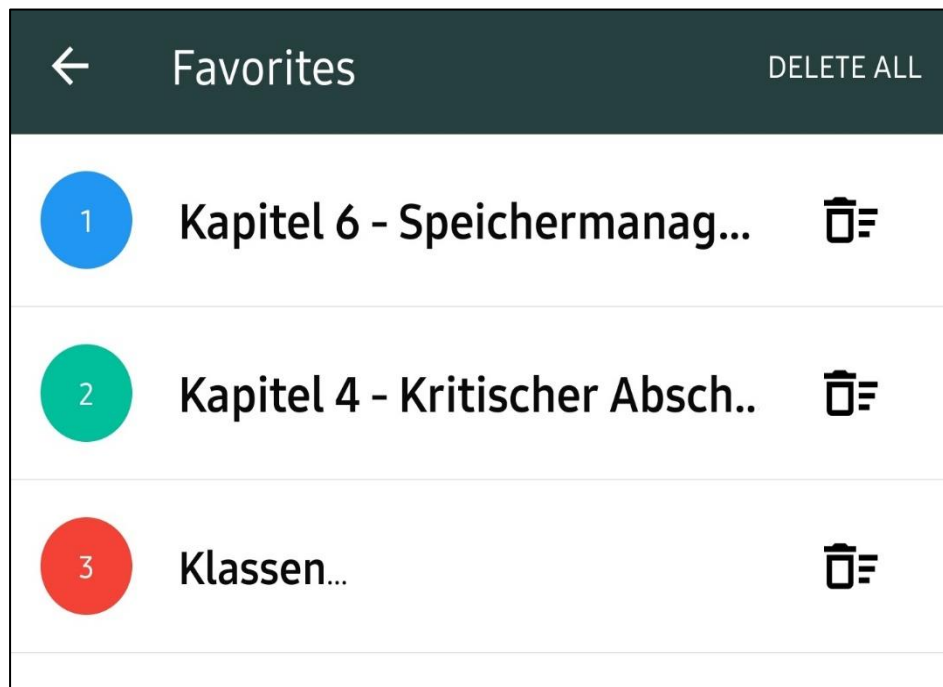 Favorites DELETE ALL
1 Kapitel 6 - Speichermanag...
2 Kapitel 4 - Kritischer Absch..
3 Klassen...